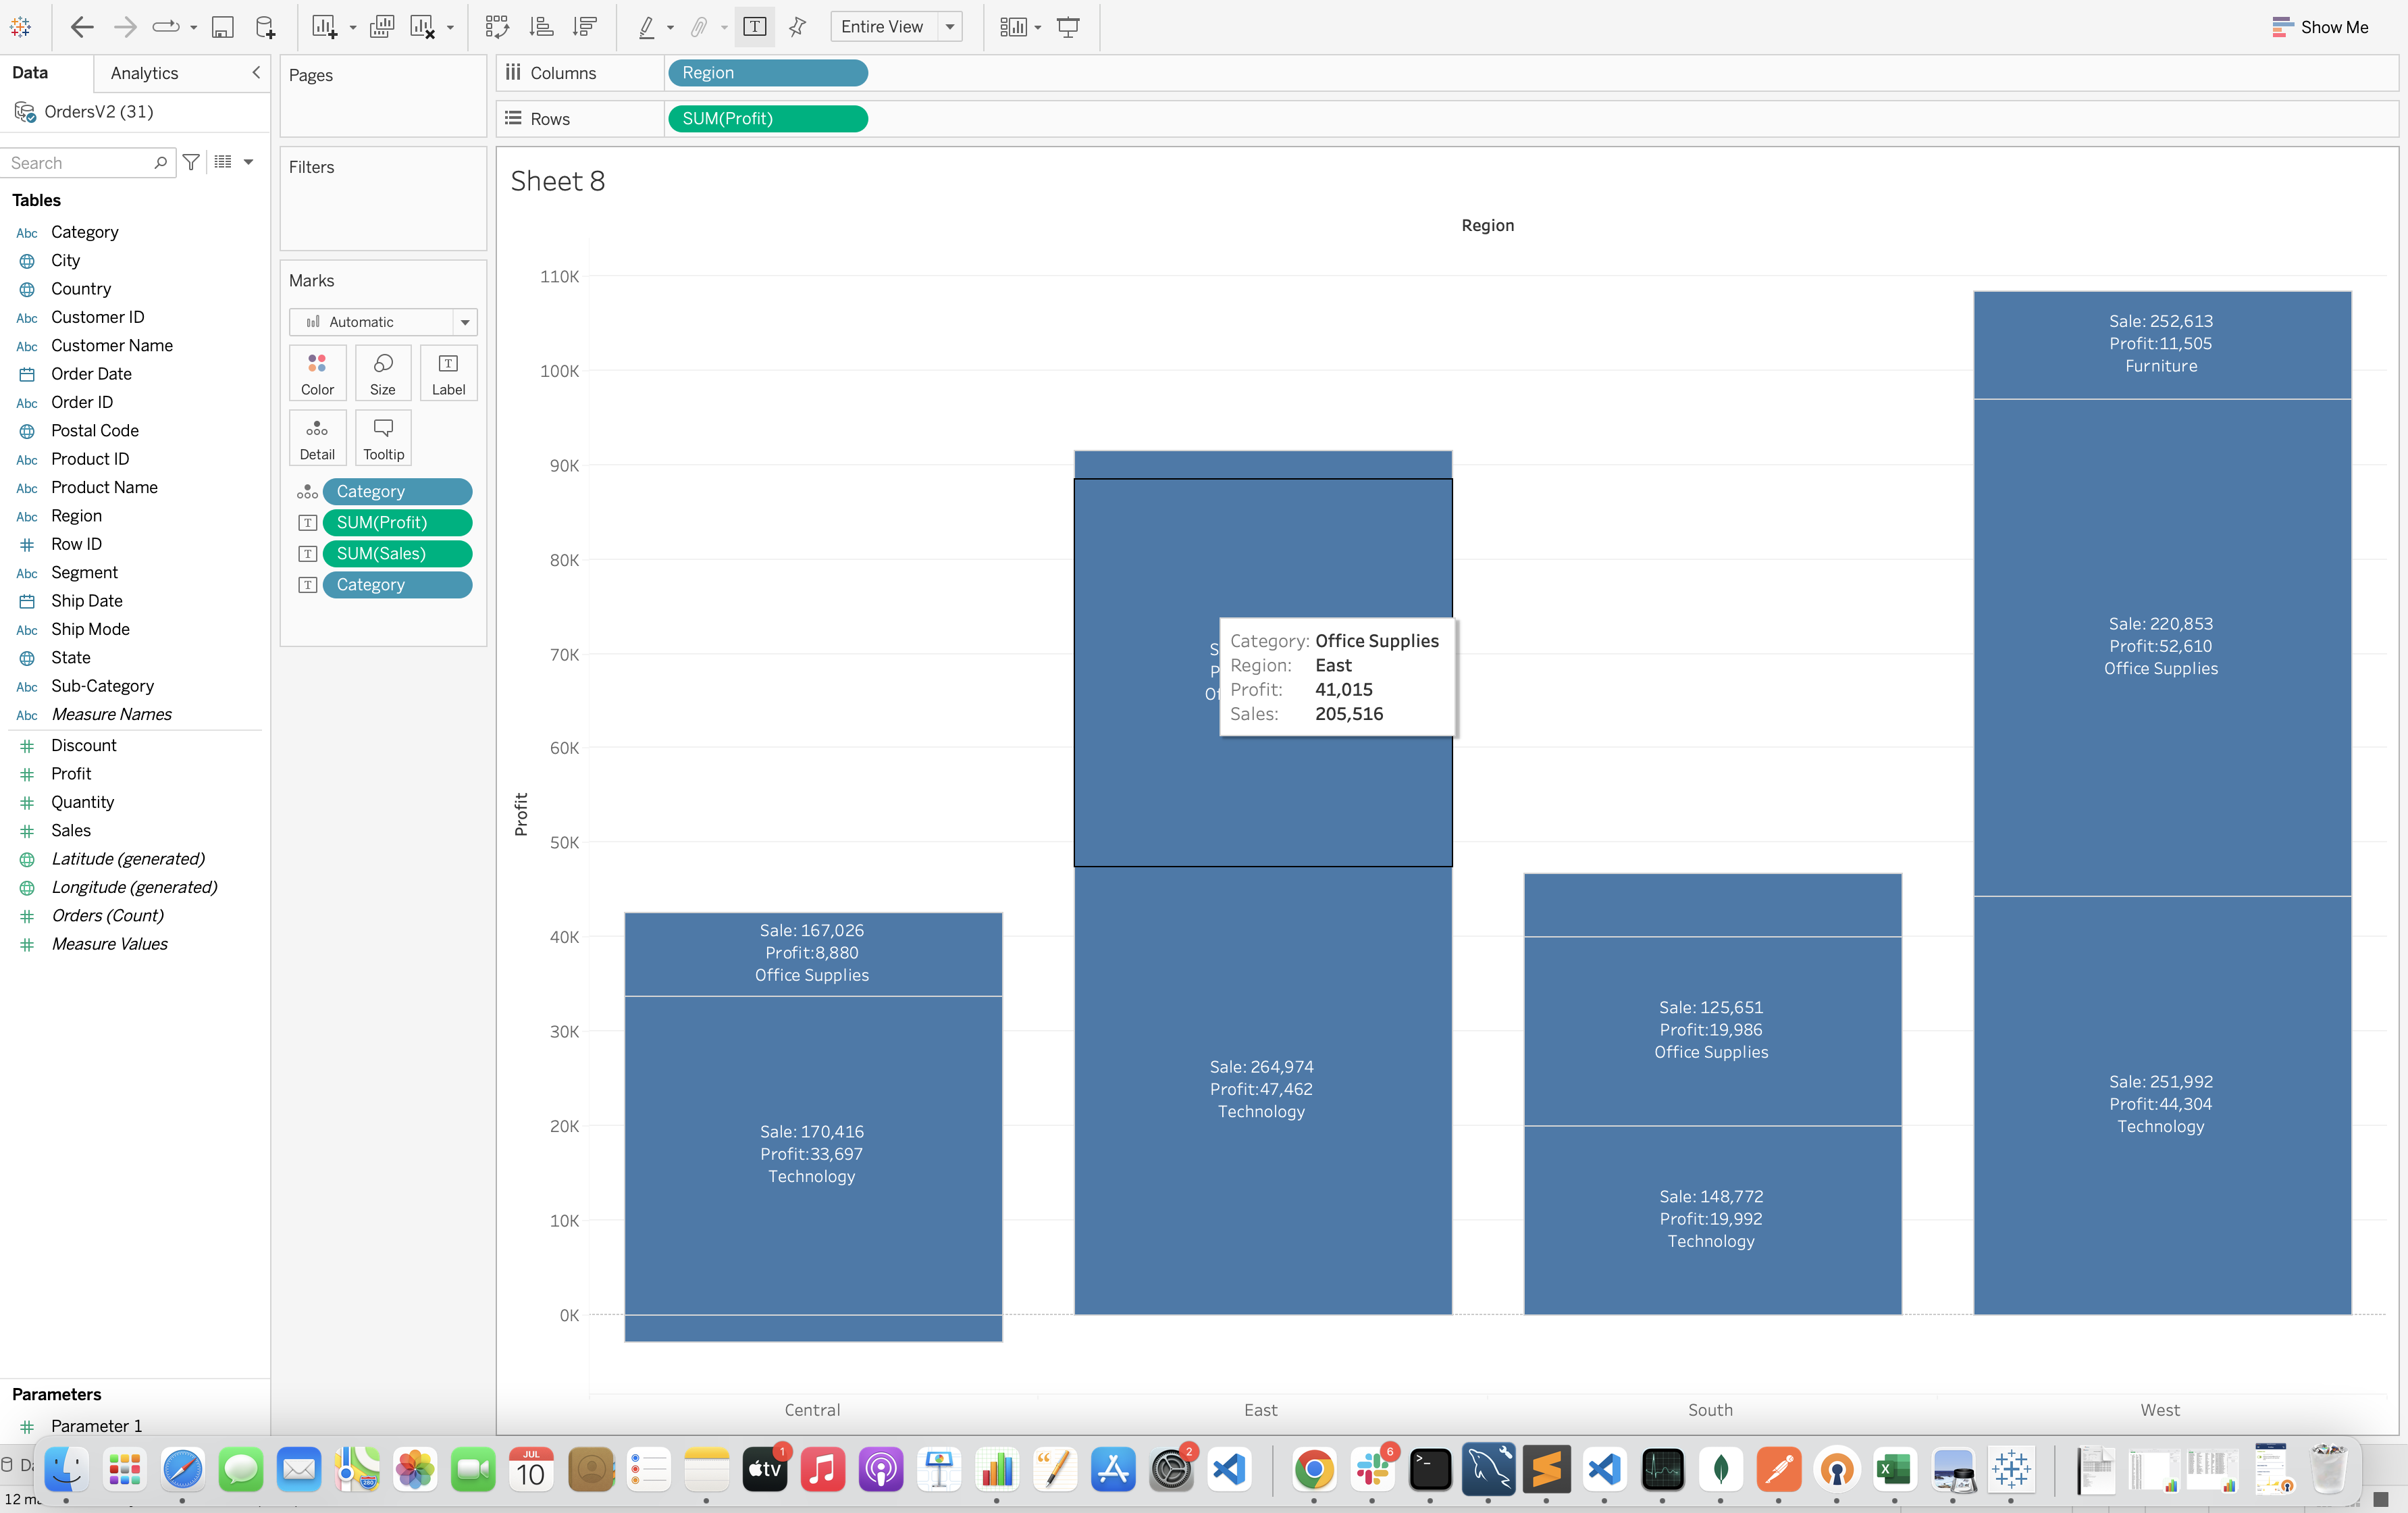 Entire View
Show Me
Data
Analytics
OrdersV2 (31)
Search
Tables
Abc Category
City
Country
Abc Customer ID
Abc Customer Name
Order Date
Abc Order ID
Postal Code
Abc Product ID
Abc Product Name
Abc Region
# Row ID
Abc Segment
Ship Date
Abc Ship Mode
State
Abc Sub-Category
Abc Measure Names
# Discount
# Profit
# Quantity
# Sales
Latitude (generated)
Longitude (generated)
# Orders (Count)
# Measure Values
Parameters
# Parameter 1
Pages
Filters
Marks
Automatic
Color
Size
T
Label
Detail
Tooltip
Category
T SUM(Profit)
T SUM(Sales)
T Category
Columns
Region
Rows
SUM(Profit)
Sheet 8
Region
Profit
110K
100K
90K
80K
70K
60K
50K
40K
30K
20K
10K
0K
Sale: 167,026
Profit:8,880
Office Supplies
Sale: 170,416
Profit:33,697
Technology
Category: Office Supplies
Region: East
Profit: 41,015
Sales: 205,516
Sale: 264,974
Profit:47,462
Technology
Sale: 125,651
Profit:19,986
Office Supplies
Sale: 148,772
Profit:19,992
Technology
Sale: 252,613
Profit:11,505
Furniture
Sale: 220,853
Profit:52,610
Office Supplies
Sale: 251,992
Profit:44,304
Technology
Central
East
South
West
JUL
10
tv
1
2
6
12